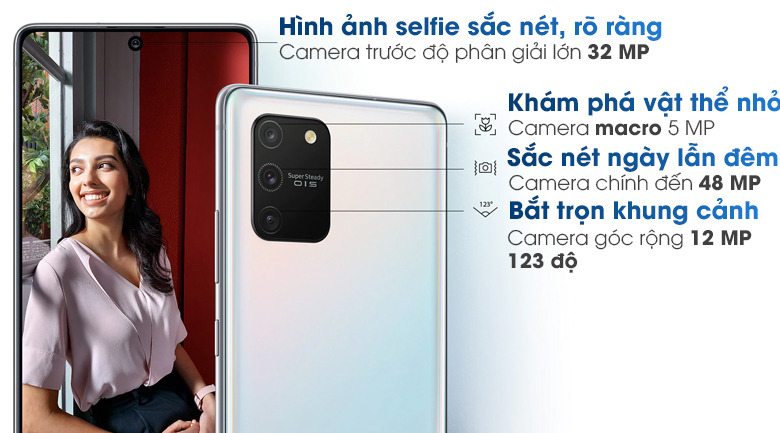 Hình ảnh selfie sắc nét, rõ ràng
Camera trước độ phân giải lớn 32 MP
Khám phá vật thể nhỏ
Camera macro 5 MP
Sắc nét ngày lẫn đêm
Camera chính đến 48 MP
123°
Bắt trọn khung cảnh
Camera góc rộng 12 MP
123 độ
Super Steady
OIS